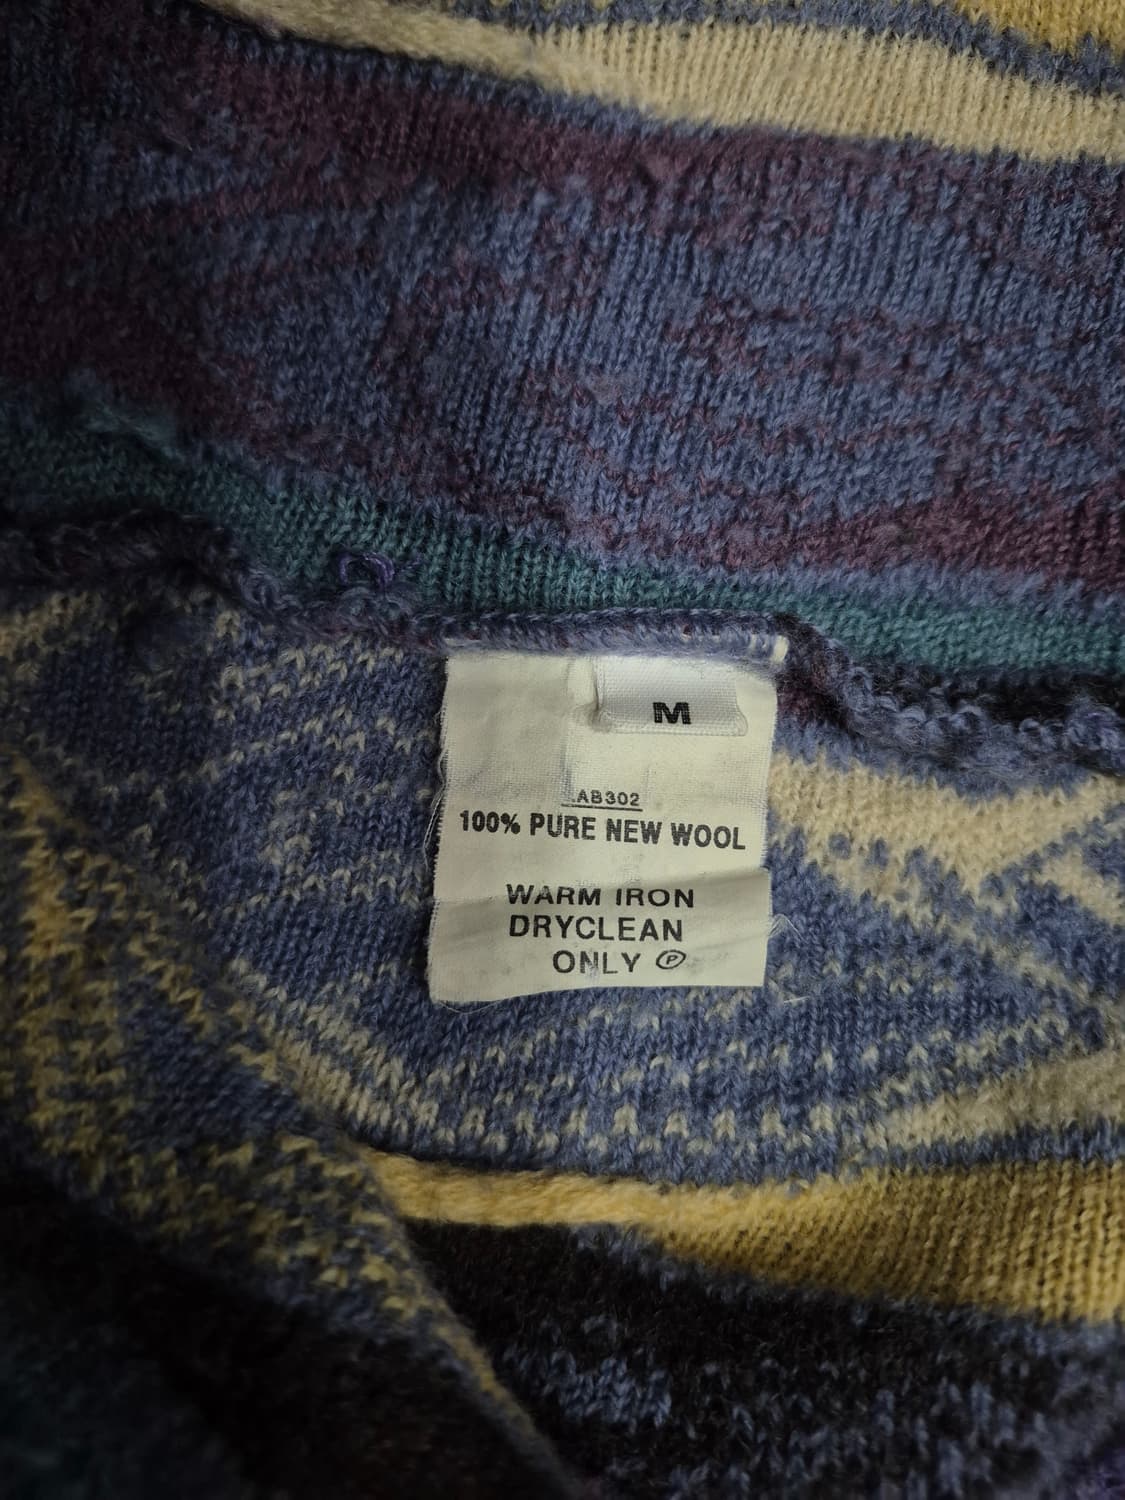 M
AB302
100% PURE NEW WOOL
WARM IRON
DRYCLEAN
ONLY Ⓟ